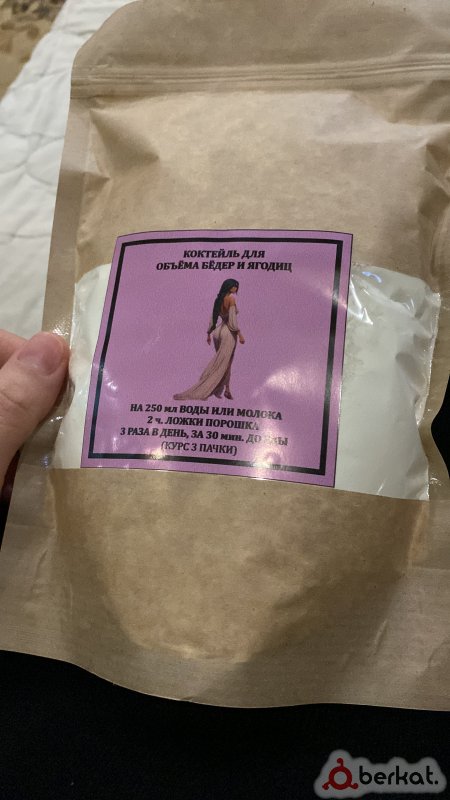 КОКТЕЙЛЬ ДЛЯ
ОБЪЁМА БЁДЕР И ЯГОДИЦ
НА 250 мл ВОДЫ ИЛИ МОЛОКА
2 ч. ЛОЖКИ ПОРОШКА
3 РАЗА В ДЕНЬ, ЗА 30 мин. ДО ЕДЫ
(КУРС 3 ПАЧКИ)
berkat.